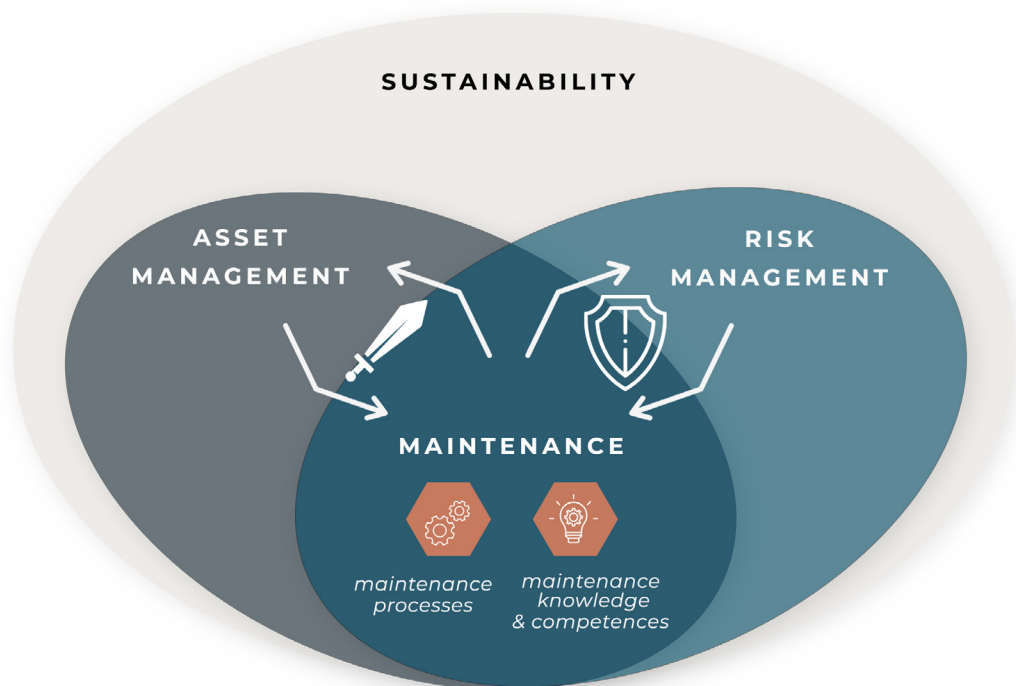 SUSTAINABILITY
ASSET
MANAGEMENT
RISK
MANAGEMENT
MAINTENANCE
maintenance
processes
maintenance
knowledge
& competences